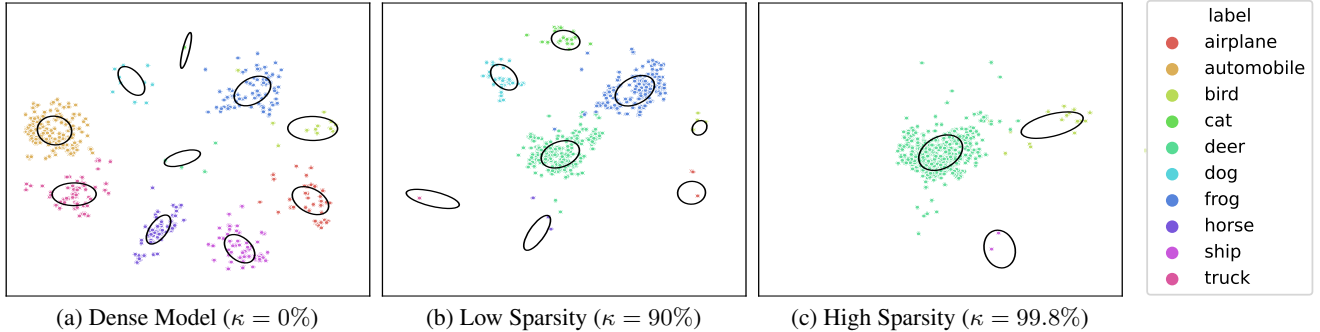 label
airplane
automobile
bird
cat
deer
dog
frog
horse
ship
truck
(a) Dense Model (κ = 0%)
(b) Low Sparsity (κ = 90%)
(c) High Sparsity (κ = 99.8%)